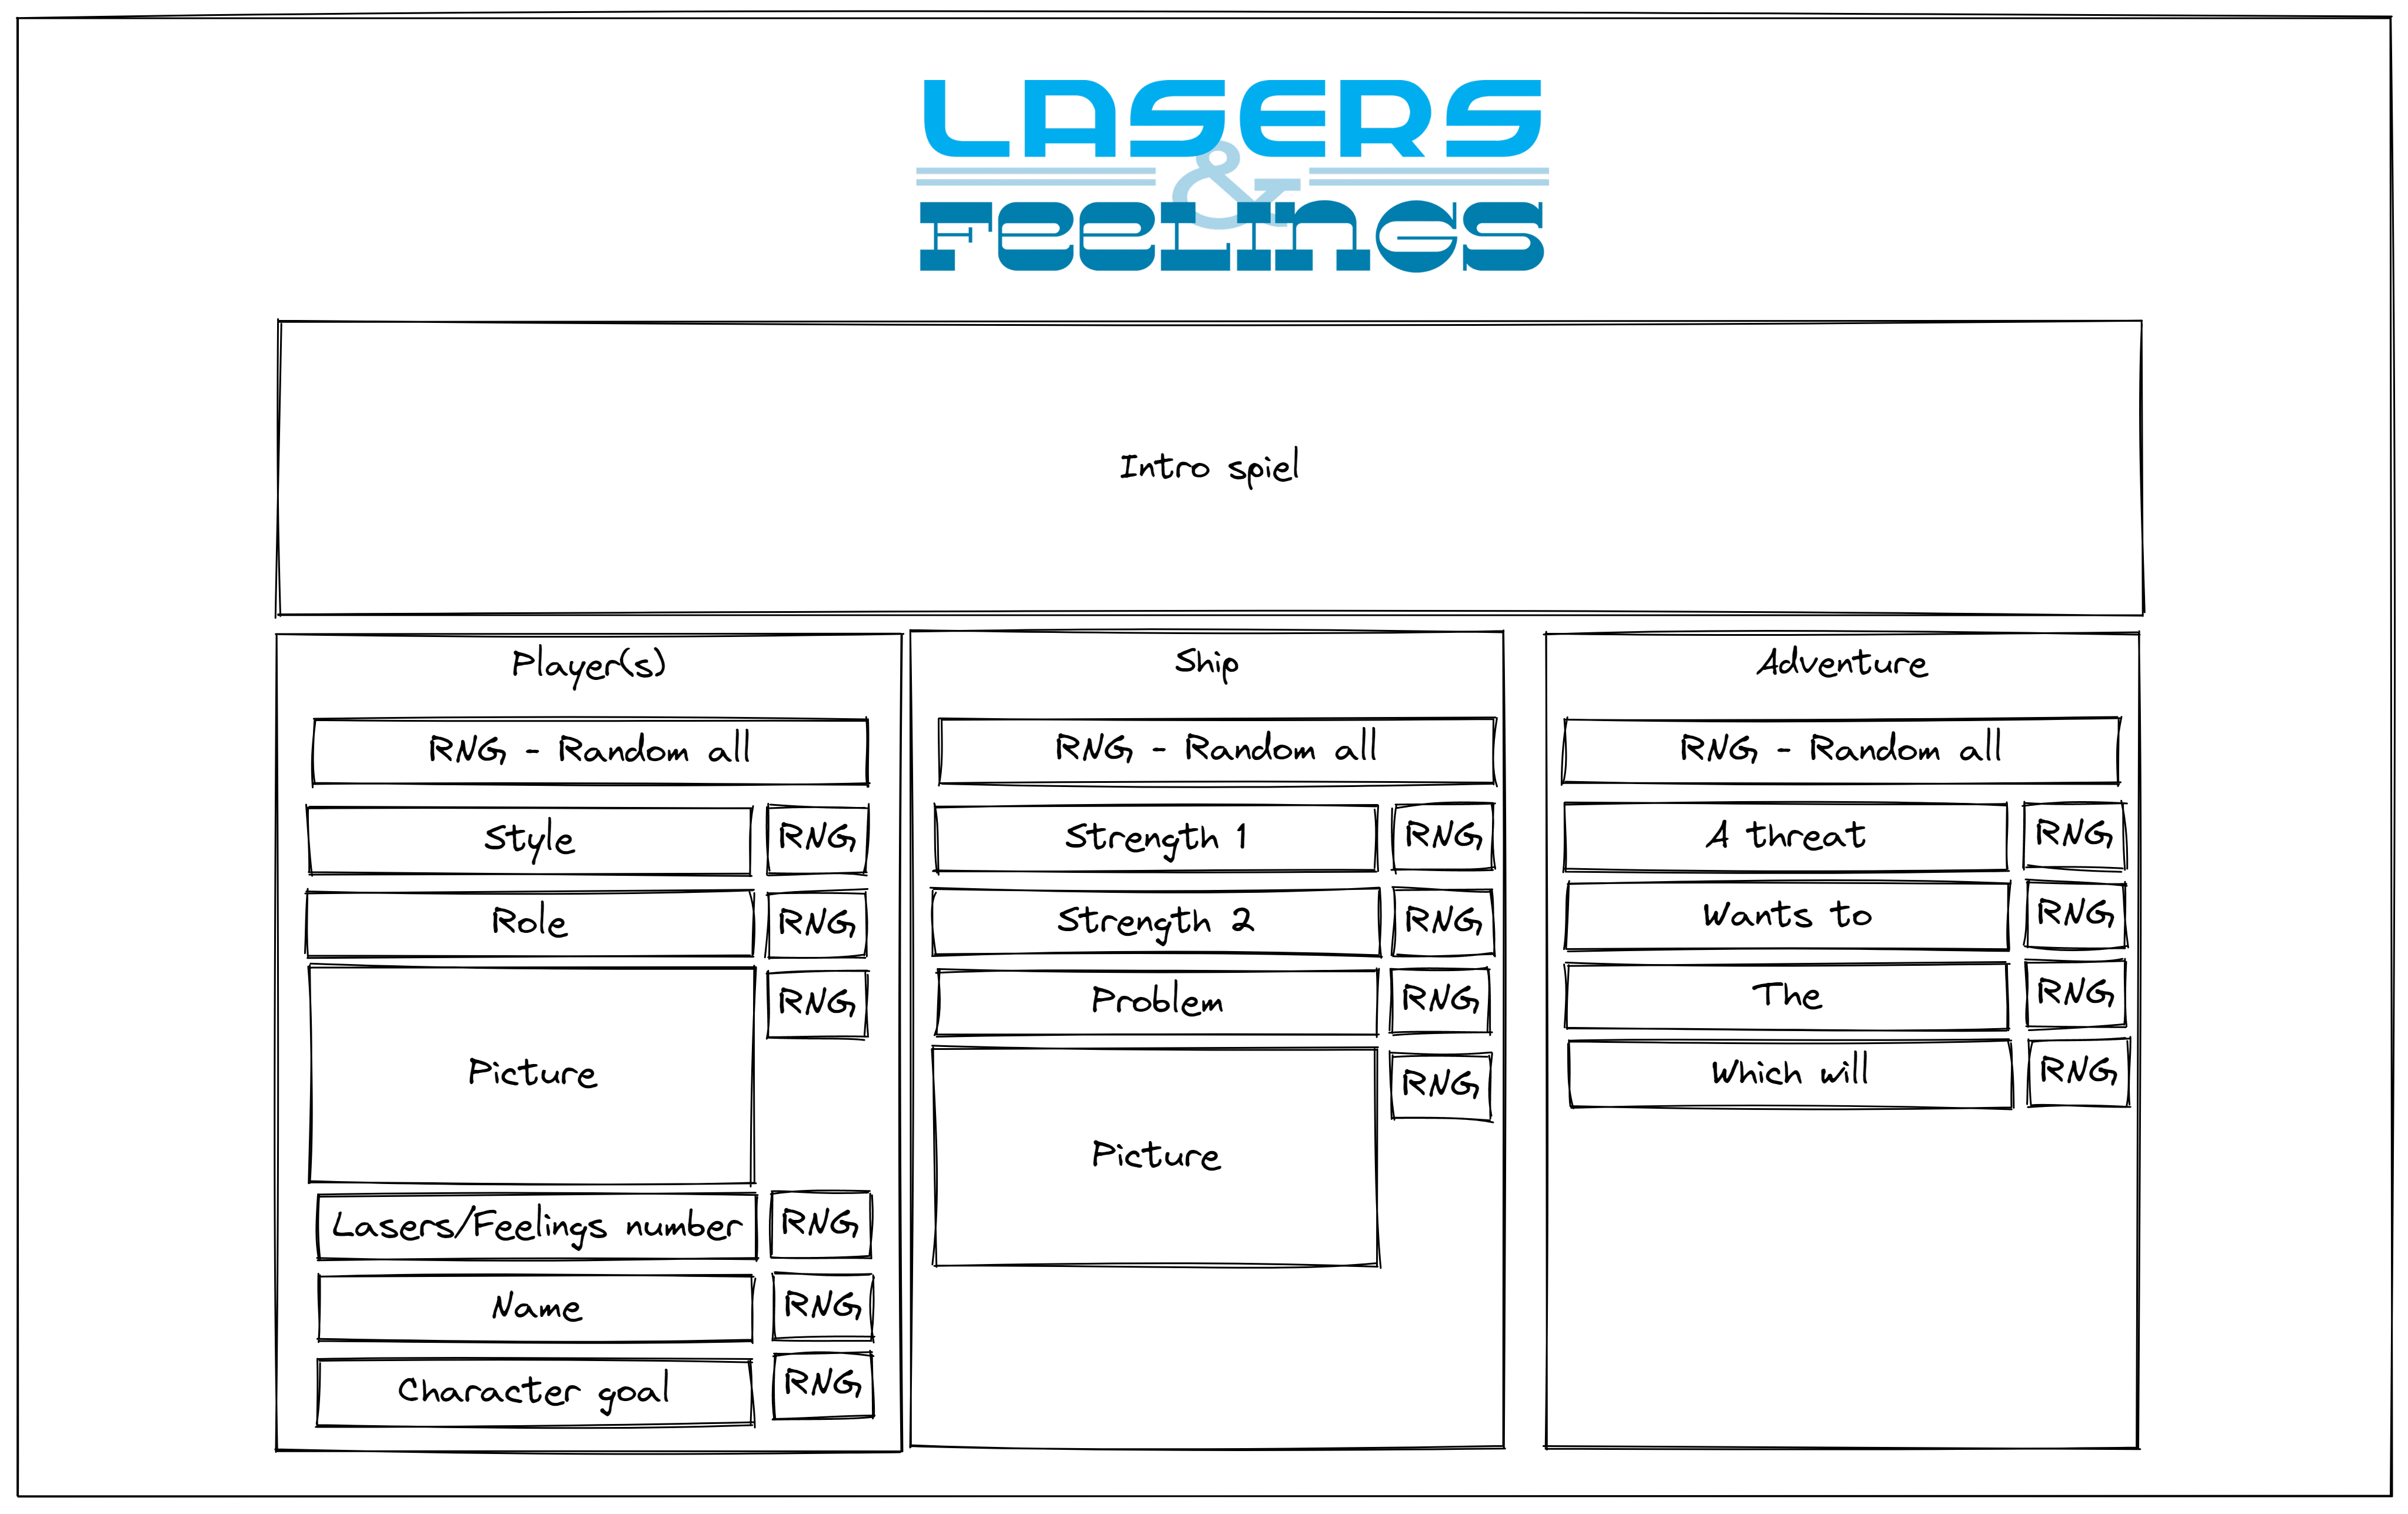 LASERS
&
FEELINGS
Intro spiel
Player(s)
RNG - Random all
Style
RNG
Role
RNG
Picture
RNG
Lasers/Feelings number
RNG
Name
RNG
Character goal
RNG
Ship
RNG - Random all
Strength 1
RNG
Strength 2
RNG
Problem
RNG
Picture
RNG
Adventure
RNG - Random all
A threat
RNG
Wants to
RNG
The
RNG
Which will
RNG